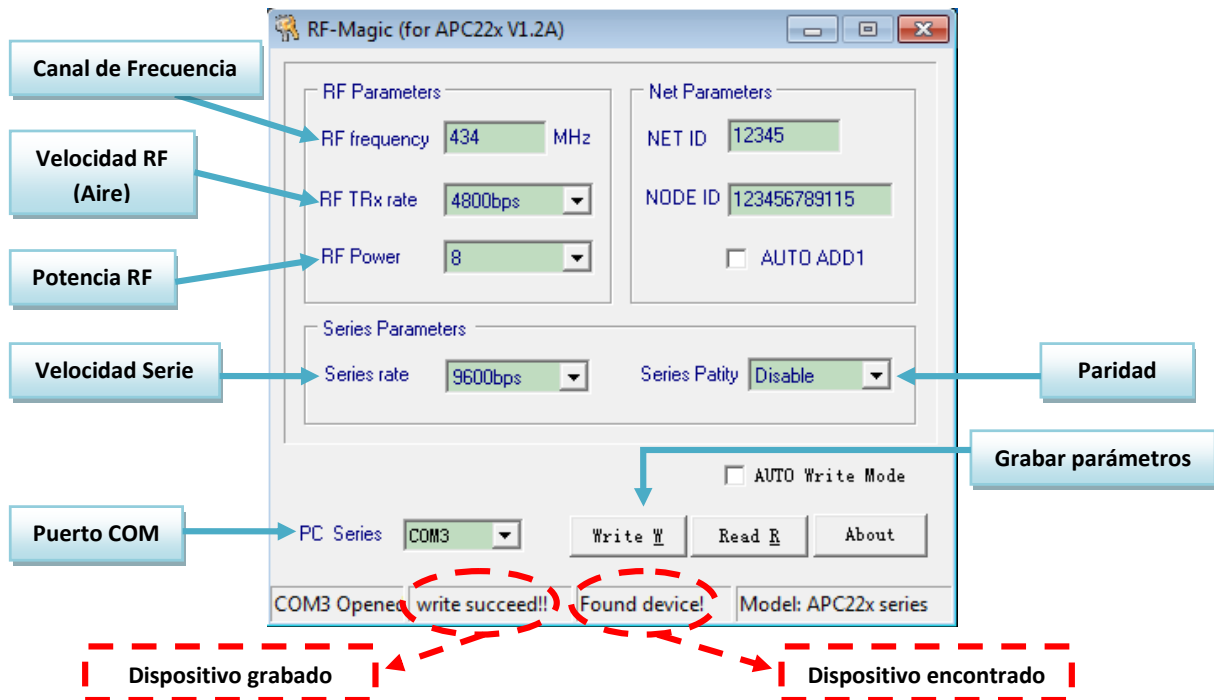 RF-Magic (for APC22x V1.2A)
Canal de Frecuencia
RF Parameters
Net Parameters
RF frequency 434 MHz
NET ID 12345
Velocidad RF
(Aire)
RF TRx rate 4800bps
NODE ID 123456789115
RF Power 8
AUTO ADD1
Potencia RF
Series Parameters
Velocidad Serie
Series rate 9600bps
Series Patity Disable
Paridad
Grabar parámetros
AUTO Write Mode
Puerto COM
PC Series COM3
Write W
Read R
About
COM3 Opened
write succeed!!
Found device!
Model: APC22x series
Dispositivo grabado
Dispositivo encontrado